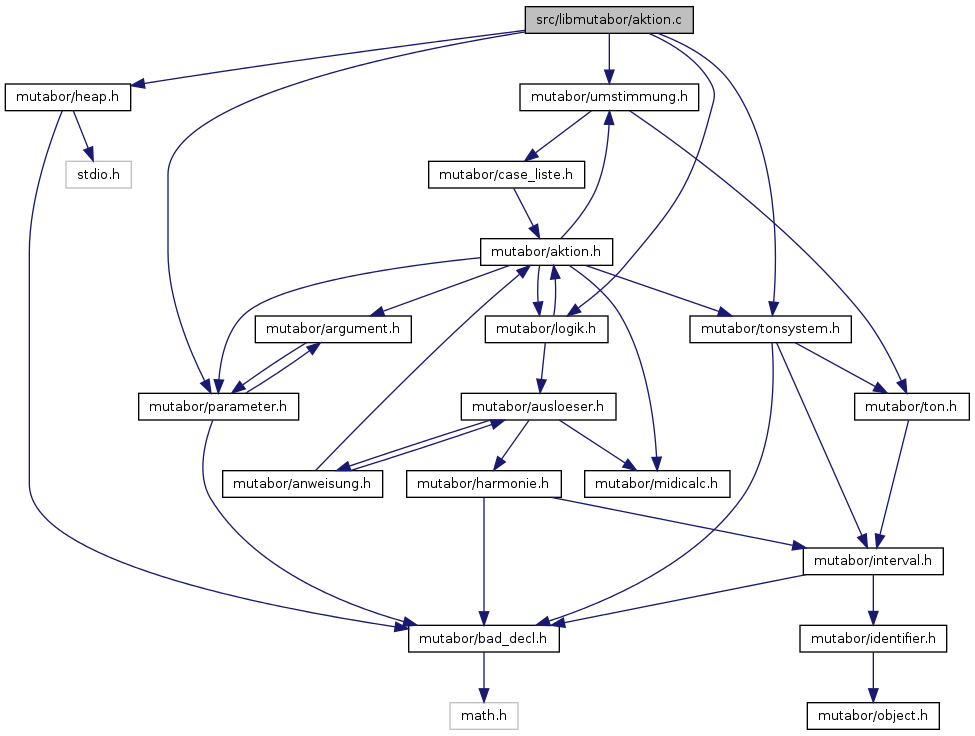 src/libmutabor/aktion.c
mutabor/heap.h
mutabor/umstimmung.h
stdio.h
mutabor/case_liste.h
mutabor/aktion.h
mutabor/argument.h
mutabor/logik.h
mutabor/tonsystem.h
mutabor/parameter.h
mutabor/ausloeser.h
mutabor/ton.h
mutabor/anweisung.h
mutabor/harmonie.h
mutabor/midicalc.h
mutabor/interval.h
mutabor/bad_decl.h
mutabor/identifier.h
math.h
mutabor/object.h